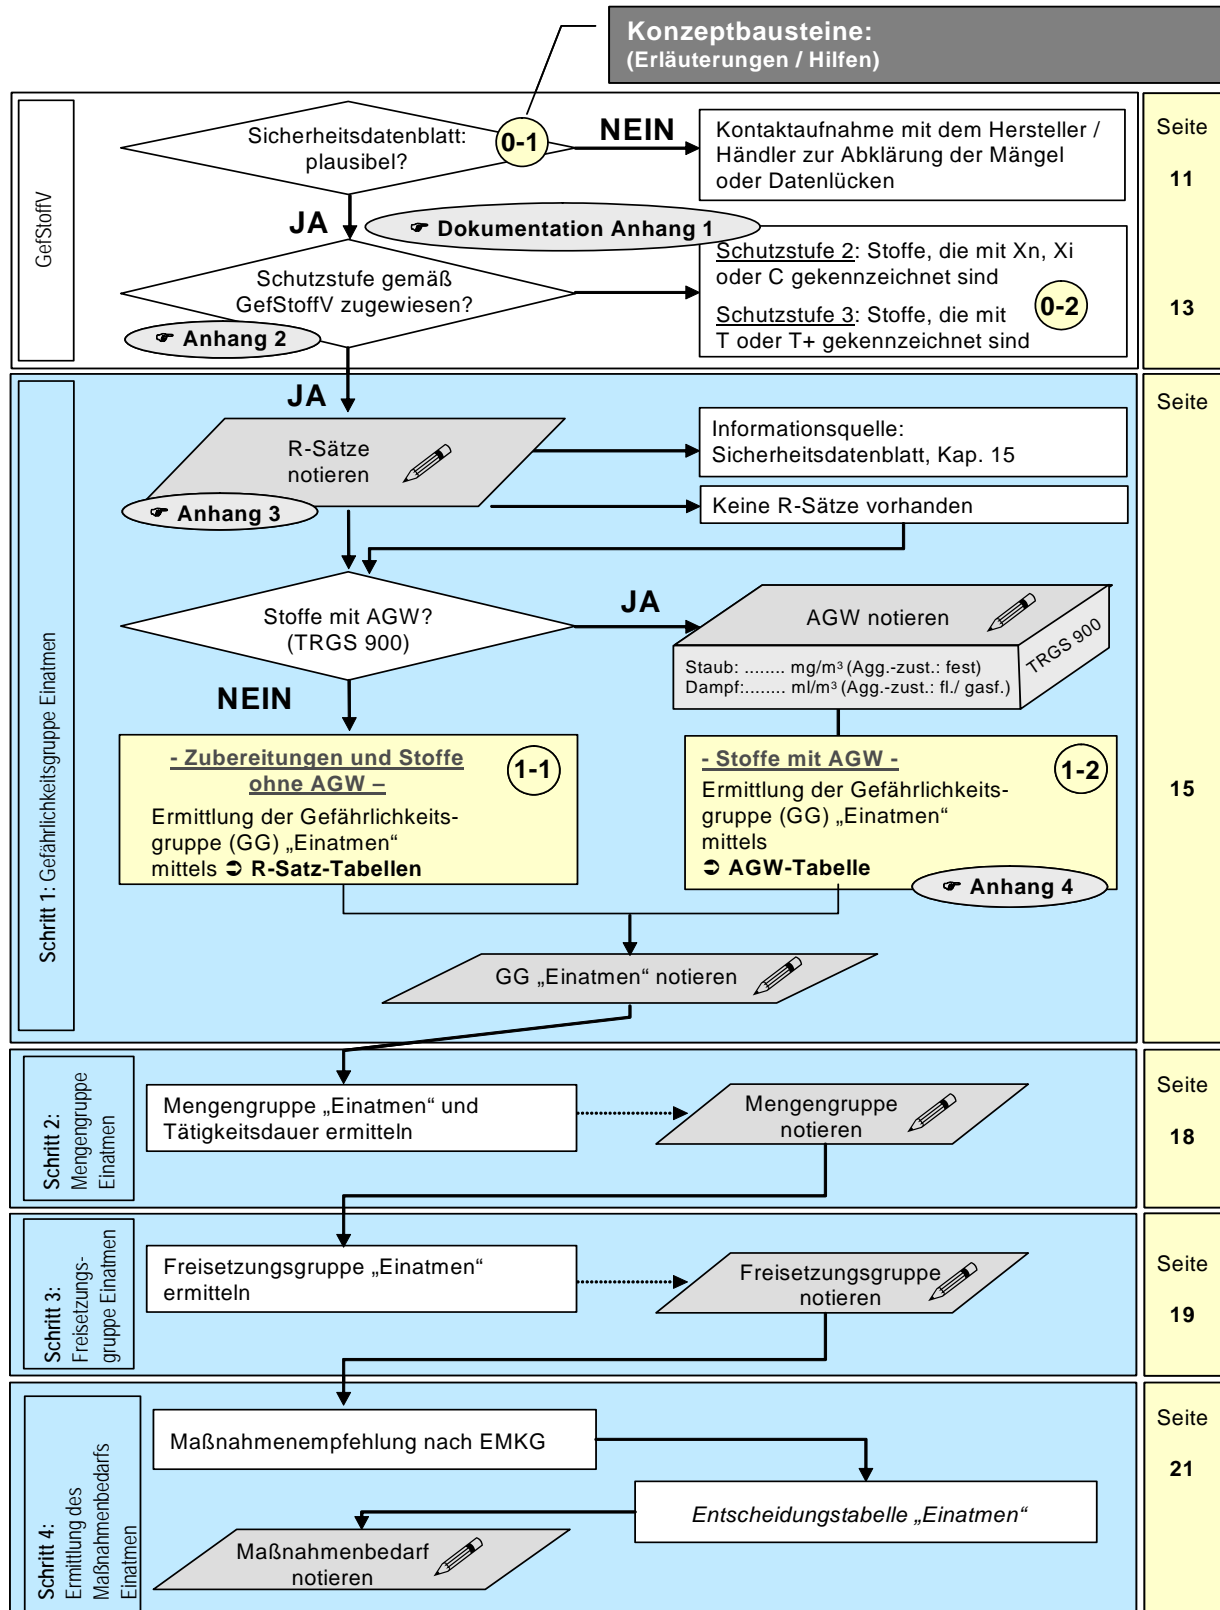 Konzeptbausteine:
(Erläuterungen / Hilfen)
GefStoffV
Sicherheitsdatenblatt:
plausibel?
0-1
NEIN
Kontaktaufnahme mit dem Hersteller /
Händler zur Abklärung der Mängel
oder Datenlücken
Seite
11
JA
☞ Dokumentation Anhang 1
Schutzstufe gemäß
GefStoffV zugewiesen?
☞ Anhang 2
Schutzstufe 2: Stoffe, die mit Xn, Xi
oder C gekennzeichnet sind
Schutzstufe 3: Stoffe, die mit
T oder T+ gekennzeichnet sind
0-2
13
Schritt 1: Gefährlichkeitsgruppe Einatmen
JA
R-Sätze
notieren
☞ Anhang 3
Informationsquelle:
Sicherheitsdatenblatt, Kap. 15
Keine R-Sätze vorhanden
Seite
Stoffe mit AGW?
(TRGS 900)
JA
AGW notieren
Staub: ........ mg/m³ (Agg.-zust.: fest)
Dampf:........ ml/m³ (Agg.-zust.: fl./ gasf.)
TRGS 900
NEIN
- Zubereitungen und Stoffe
ohne AGW –
1-1
Ermittlung der Gefährlichkeits-
gruppe (GG) „Einatmen“
mittels ➲ R-Satz-Tabellen
- Stoffe mit AGW -
1-2
Ermittlung der Gefährlichkeits-
gruppe (GG) „Einatmen“
mittels
➲ AGW-Tabelle
☞ Anhang 4
15
GG „Einatmen“ notieren
Schritt 2:
Mengengruppe
Einatmen
Mengengruppe „Einatmen“ und
Tätigkeitsdauer ermitteln
Mengengruppe
notieren
Seite
18
Schritt 3:
Freisetzungs-
gruppe Einatmen
Freisetzungsgruppe „Einatmen“
ermitteln
Freisetzungsgruppe
notieren
Seite
19
Schritt 4:
Ermittlung des
Maßnahmenbedarfs
Einatmen
Maßnahmenempfehlung nach EMKG
Entscheidungstabelle „Einatmen“
Maßnahmenbedarf
notieren
Seite
21